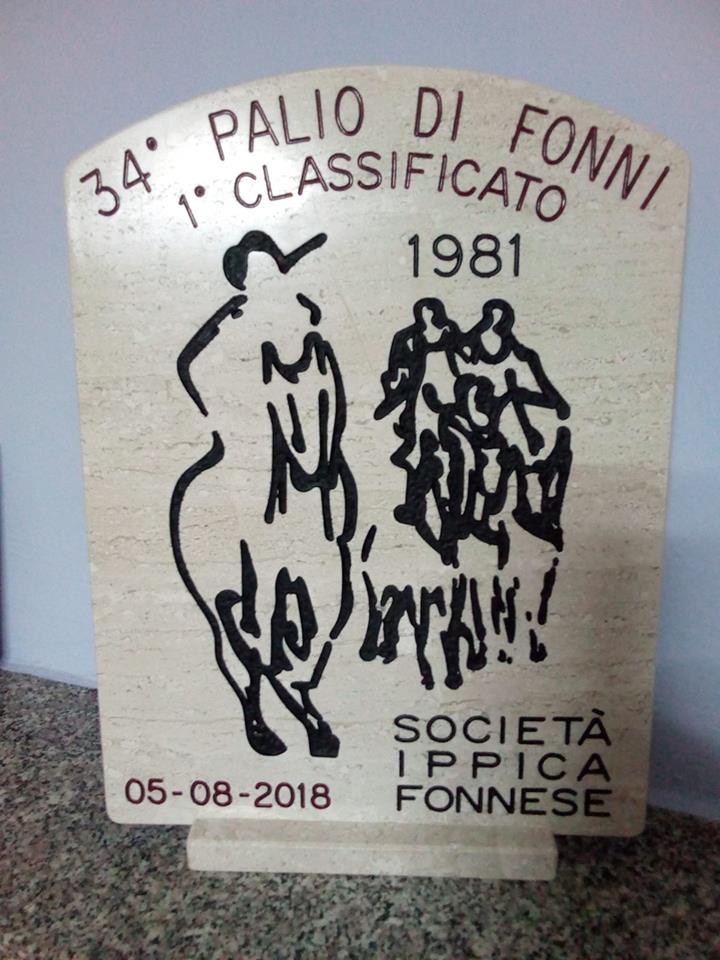 34° PALIO DI FONNI
1° CLASSIFICATO
1981
SOCIETÀ
IPPICA
FONNESE
05-08-2018